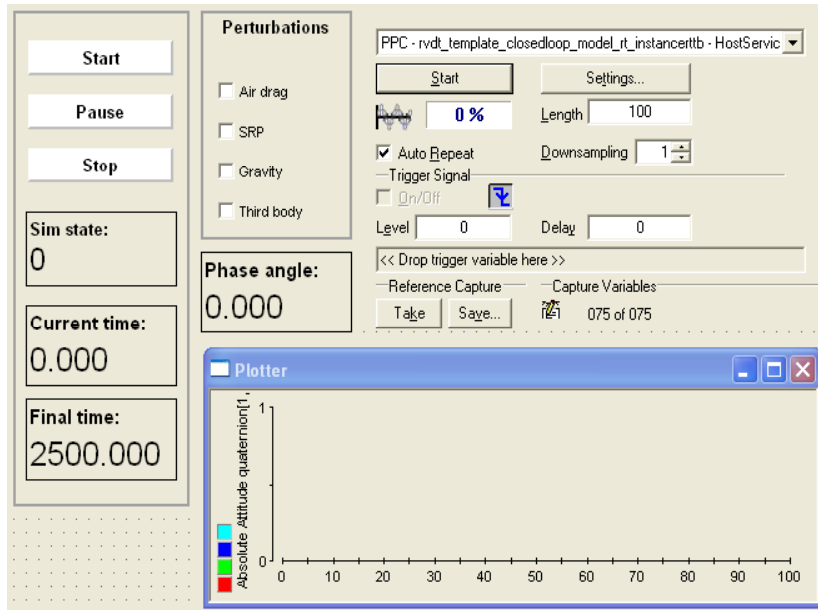 Start
Pause
Stop
Sim state:
0
Current time:
0.000
Final time:
2500.000
Perturbations
Air drag
SRP
Gravity
Third body
Phase angle:
0.000
PPC - rvdt_template_closedloop_model_rt_instancerttb - HostServic
Start Settings...
0 % Length 100
Auto Repeat Downsampling 1
Trigger Signal
On/Off
Level 0 Delay 0
<< Drop trigger variable here >>
Reference Capture Capture Variables
Take Save... 075 of 075
Plotter
Absolute Attitude quaternion[1,
1
0
0 10 20 30 40 50 60 70 80 90 100